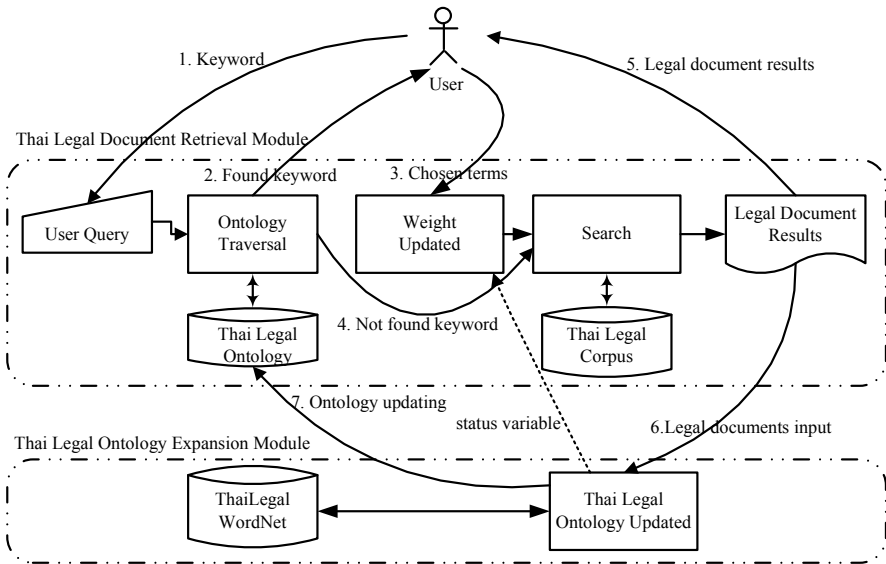 1. Keyword
5. Legal document results
User
Thai Legal Document Retrieval Module
2. Found keyword
3. Chosen terms
User Query
Ontology
Traversal
Weight
Updated
Search
Legal Document
Results
Thai Legal
Ontology
4. Not found keyword
Thai Legal
Corpus
7. Ontology updating
status variable
6.Legal documents input
Thai Legal Ontology Expansion Module
ThaiLegal
WordNet
Thai Legal
Ontology Updated